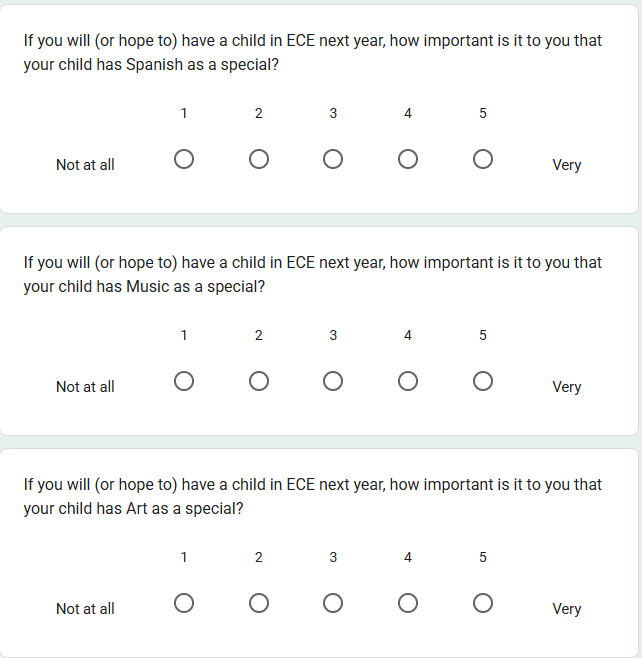 If you will (or hope to) have a child in ECE next year, how important is it to you that
your child has Spanish as a special?
1 2 3 4 5
Not at all Very
If you will (or hope to) have a child in ECE next year, how important is it to you that
your child has Music as a special?
1 2 3 4 5
Not at all Very
If you will (or hope to) have a child in ECE next year, how important is it to you that
your child has Art as a special?
1 2 3 4 5
Not at all Very